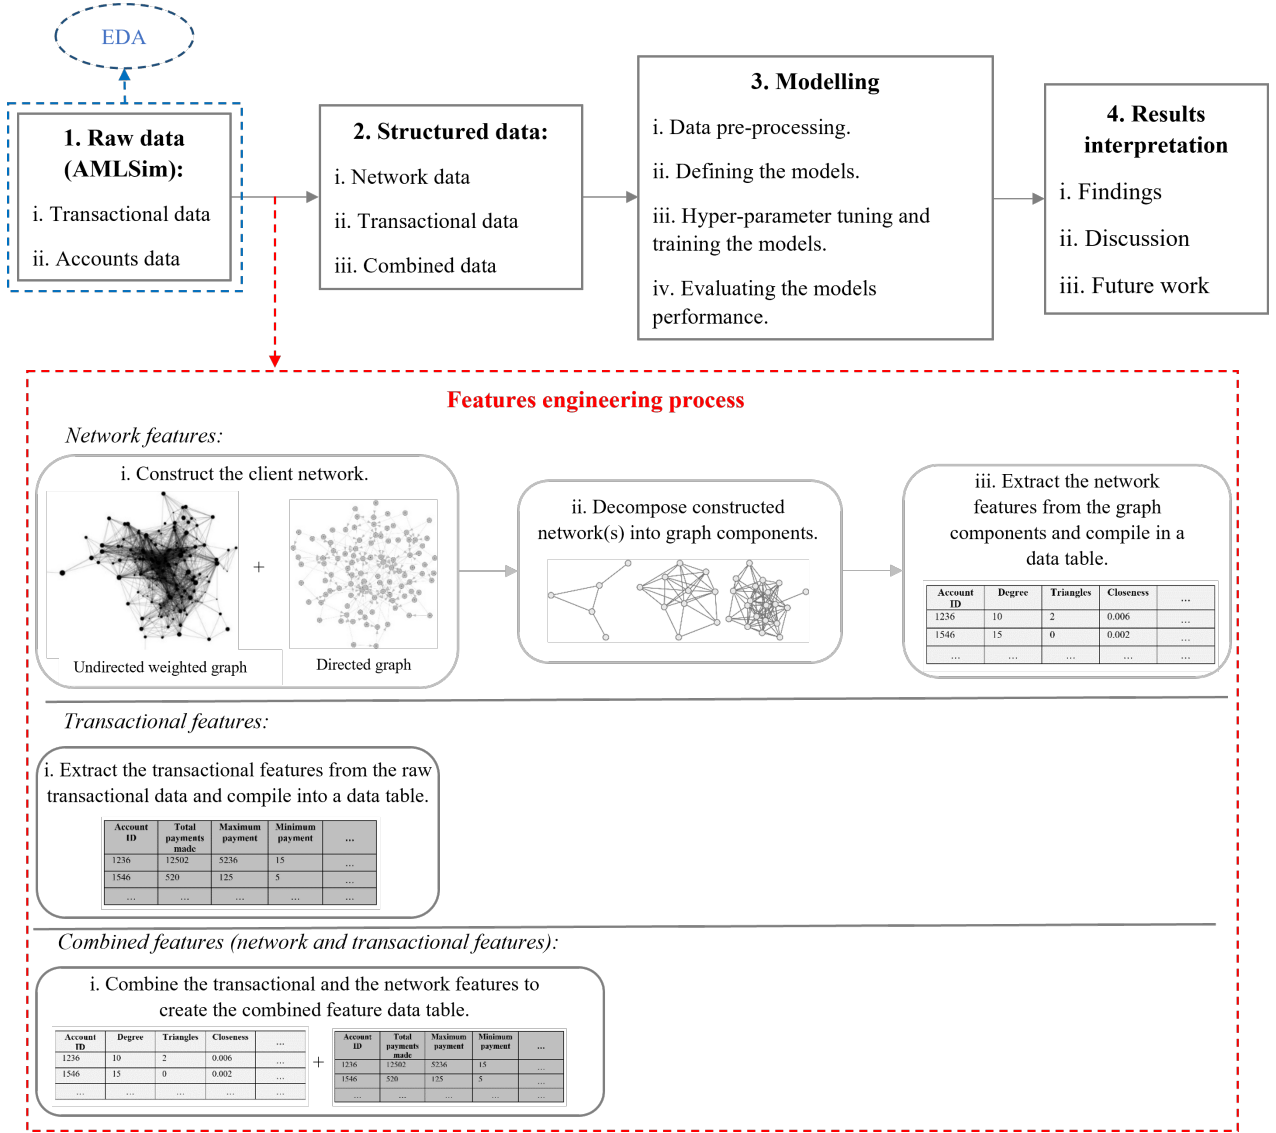 EDA
1. Raw data
(AMLSim):
i. Transactional data
ii. Accounts data
2. Structured data:
i. Network data
ii. Transactional data
iii. Combined data
3. Modelling
i. Data pre-processing.
ii. Defining the models.
iii. Hyper-parameter tuning and
training the models.
iv. Evaluating the models
performance.
4. Results
interpretation
i. Findings
ii. Discussion
iii. Future work
Features engineering process
Network features:
i. Construct the client network.
+
Undirected weighted graph
Directed graph
ii. Decompose constructed
network(s) into graph components.
iii. Extract the network
features from the graph
components and compile in a
data table.
Account ID Degree Triangles Closeness ...
1236 10 2 0.006 ...
1546 15 0 0.002 ...
... ... ... ... ...
Transactional features:
i. Extract the transactional features from the raw
transactional data and compile into a data table.
Account ID Total payments made Maximum payment Minimum payment ...
1236 12502 5236 15 ...
1546 520 125 5 ...
... ... ... ... ...
Combined features (network and transactional features):
i. Combine the transactional and the network features to
create the combined feature data table.
Account ID Degree Triangles Closeness ...
1236 10 2 0.006 ...
1546 15 0 0.002 ...
... ... ... ... ...
+
Account ID Total payments made Maximum payment Minimum payment ...
1236 12502 5236 15 ...
1546 520 125 5 ...
... ... ... ... ...